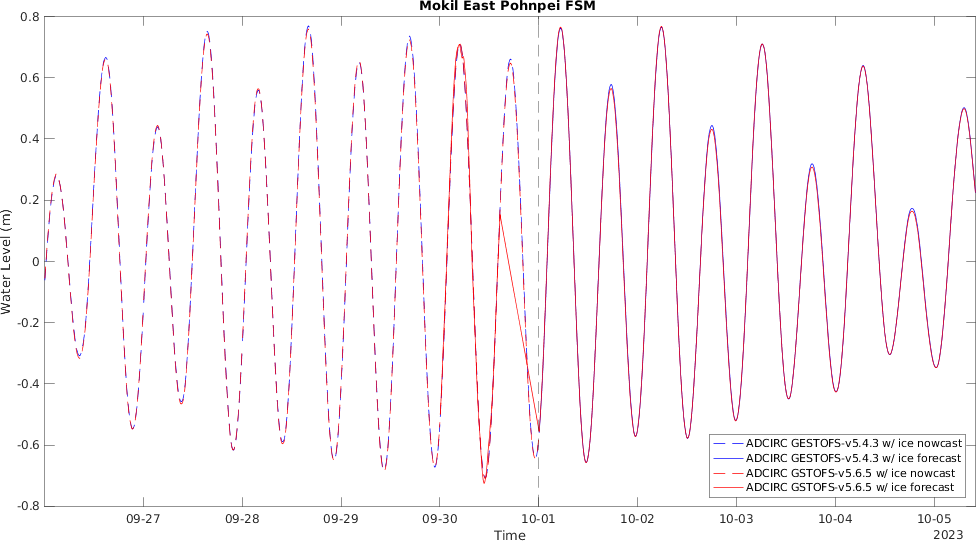 Mokil East Pohnpei FSM
0.8
0.6
0.4
0.2
0
-0.2
-0.4
-0.6
-0.8
Water Level (m)
09-27
09-28
09-29
09-30
10-01
10-02
10-03
10-04
10-05
Time
2023
ADCIRC GESTOFS-v5.4.3 w/ ice nowcast
ADCIRC GESTOFS-v5.4.3 w/ ice forecast
ADCIRC GSTOFS-v5.6.5 w/ ice nowcast
ADCIRC GSTOFS-v5.6.5 w/ ice forecast